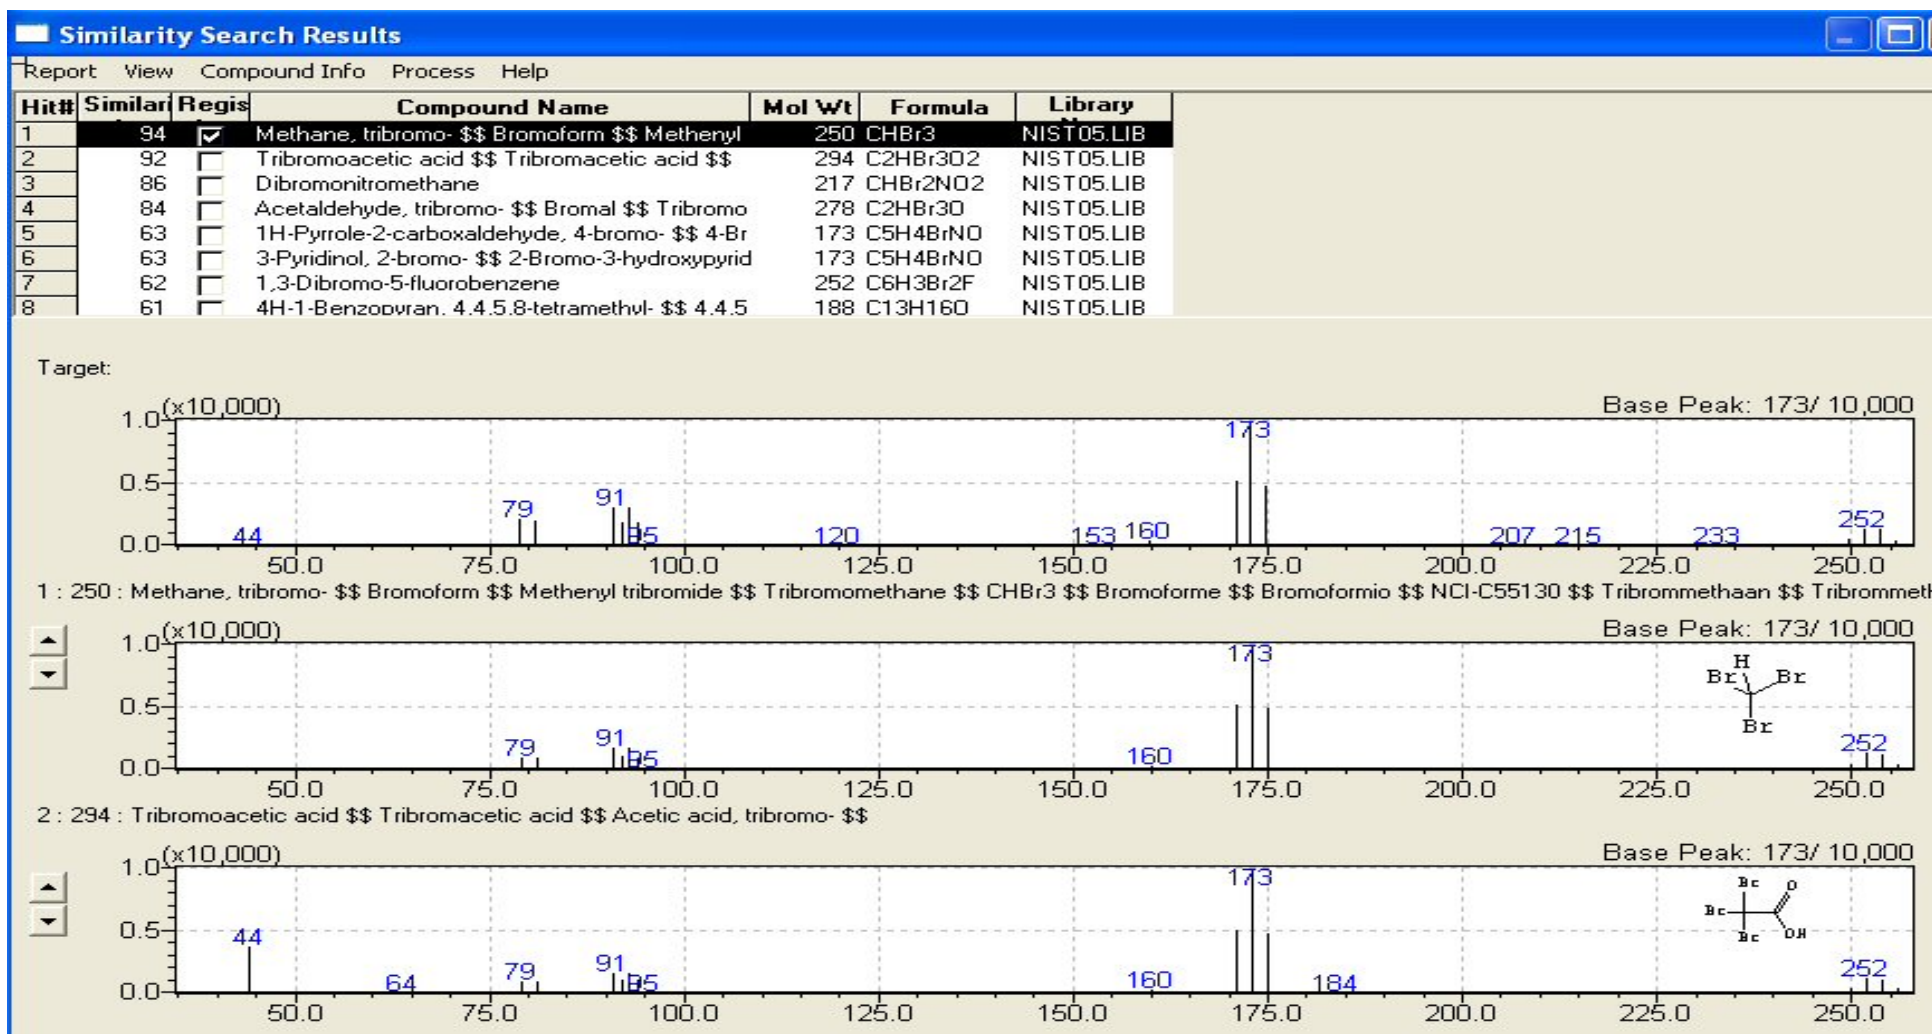 Similarity Search Results
Report View Compound Info Process Help
Hit# Similari Regis Compound Name Mol Wt Formula Library
1 94 Methane, tribromo- $$ Bromoform $$ Methenyl 250 CHBr3 NIST05.LIB
2 92 Tribromoacetic acid $$ Tribromacetic acid $$ 294 C2HBr3O2 NIST05.LIB
3 86 Dibromonitromethane 217 CHBr2NO2 NIST05.LIB
4 84 Acetaldehyde, tribromo- $$ Bromal $$ Tribromo 278 C2HBr3O NIST05.LIB
5 63 1H-Pyrrole-2-carboxaldehyde, 4-bromo- $$ 4-Br 173 C5H4BrNO NIST05.LIB
6 63 3-Pyridinol, 2-bromo- $$ 2-Bromo-3-hydroxypyrid 173 C5H4BrNO NIST05.LIB
7 62 1,3-Dibromo-5-fluorobenzene 252 C6H3Br2F NIST05.LIB
8 61 4H-1-Benzopyran, 4,4,5,8-tetramethyl- $$ 4,4,5 188 C13H16O NIST05.LIB
Target:
(x10,000) Base Peak: 173/ 10,000
1.0
173
0.5
79 91 252
44 95 120 153 160 207 215 233
0.0
50.0 75.0 100.0 125.0 150.0 175.0 200.0 225.0 250.0
1 : 250 : Methane, tribromo- $$ Bromoform $$ Methenyl tribromide $$ Tribromomethane $$ CHBr3 $$ Bromoforme $$ Bromoformio $$ NCI-C55130 $$ Tribrommethaan $$ Tribrommeth
(x10,000) Base Peak: 173/ 10,000
1.0
173 H
Br Br
0.5 Br
79 91 95 160 252
0.0
50.0 75.0 100.0 125.0 150.0 175.0 200.0 225.0 250.0
2 : 294 : Tribromoacetic acid $$ Tribromacetic acid $$ Acetic acid, tribromo- $$
(x10,000) Base Peak: 173/ 10,000
1.0
173 Br O
Br
0.5 Br OH
44
64 79 91 95 160 184 252
0.0
50.0 75.0 100.0 125.0 150.0 175.0 200.0 225.0 250.0